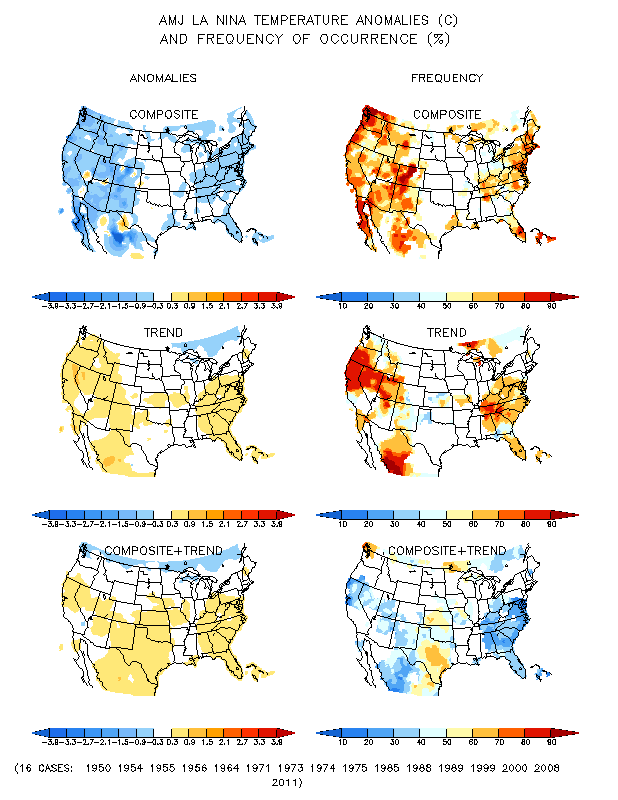 AMJ LA NINA TEMPERATURE ANOMALIES (C)
AND FREQUENCY OF OCCURRENCE (%)
ANOMALIES FREQUENCY
COMPOSITE COMPOSITE
-3.9 -3.3 -2.7 -2.1 -1.5 -0.9 -0.3 0.3 0.9 1.5 2.1 2.7 3.3 3.9
10 20 30 40 50 60 70 80 90
TREND TREND
-3.9 -3.3 -2.7 -2.1 -1.5 -0.9 -0.3 0.3 0.9 1.5 2.1 2.7 3.3 3.9
10 20 30 40 50 60 70 80 90
COMPOSITE+TREND COMPOSITE+TREND
-3.9 -3.3 -2.7 -2.1 -1.5 -0.9 -0.3 0.3 0.9 1.5 2.1 2.7 3.3 3.9
10 20 30 40 50 60 70 80 90
(16 CASES: 1950 1954 1955 1956 1964 1971 1973 1974 1975 1985 1988 1989 1999 2000 2008
2011)